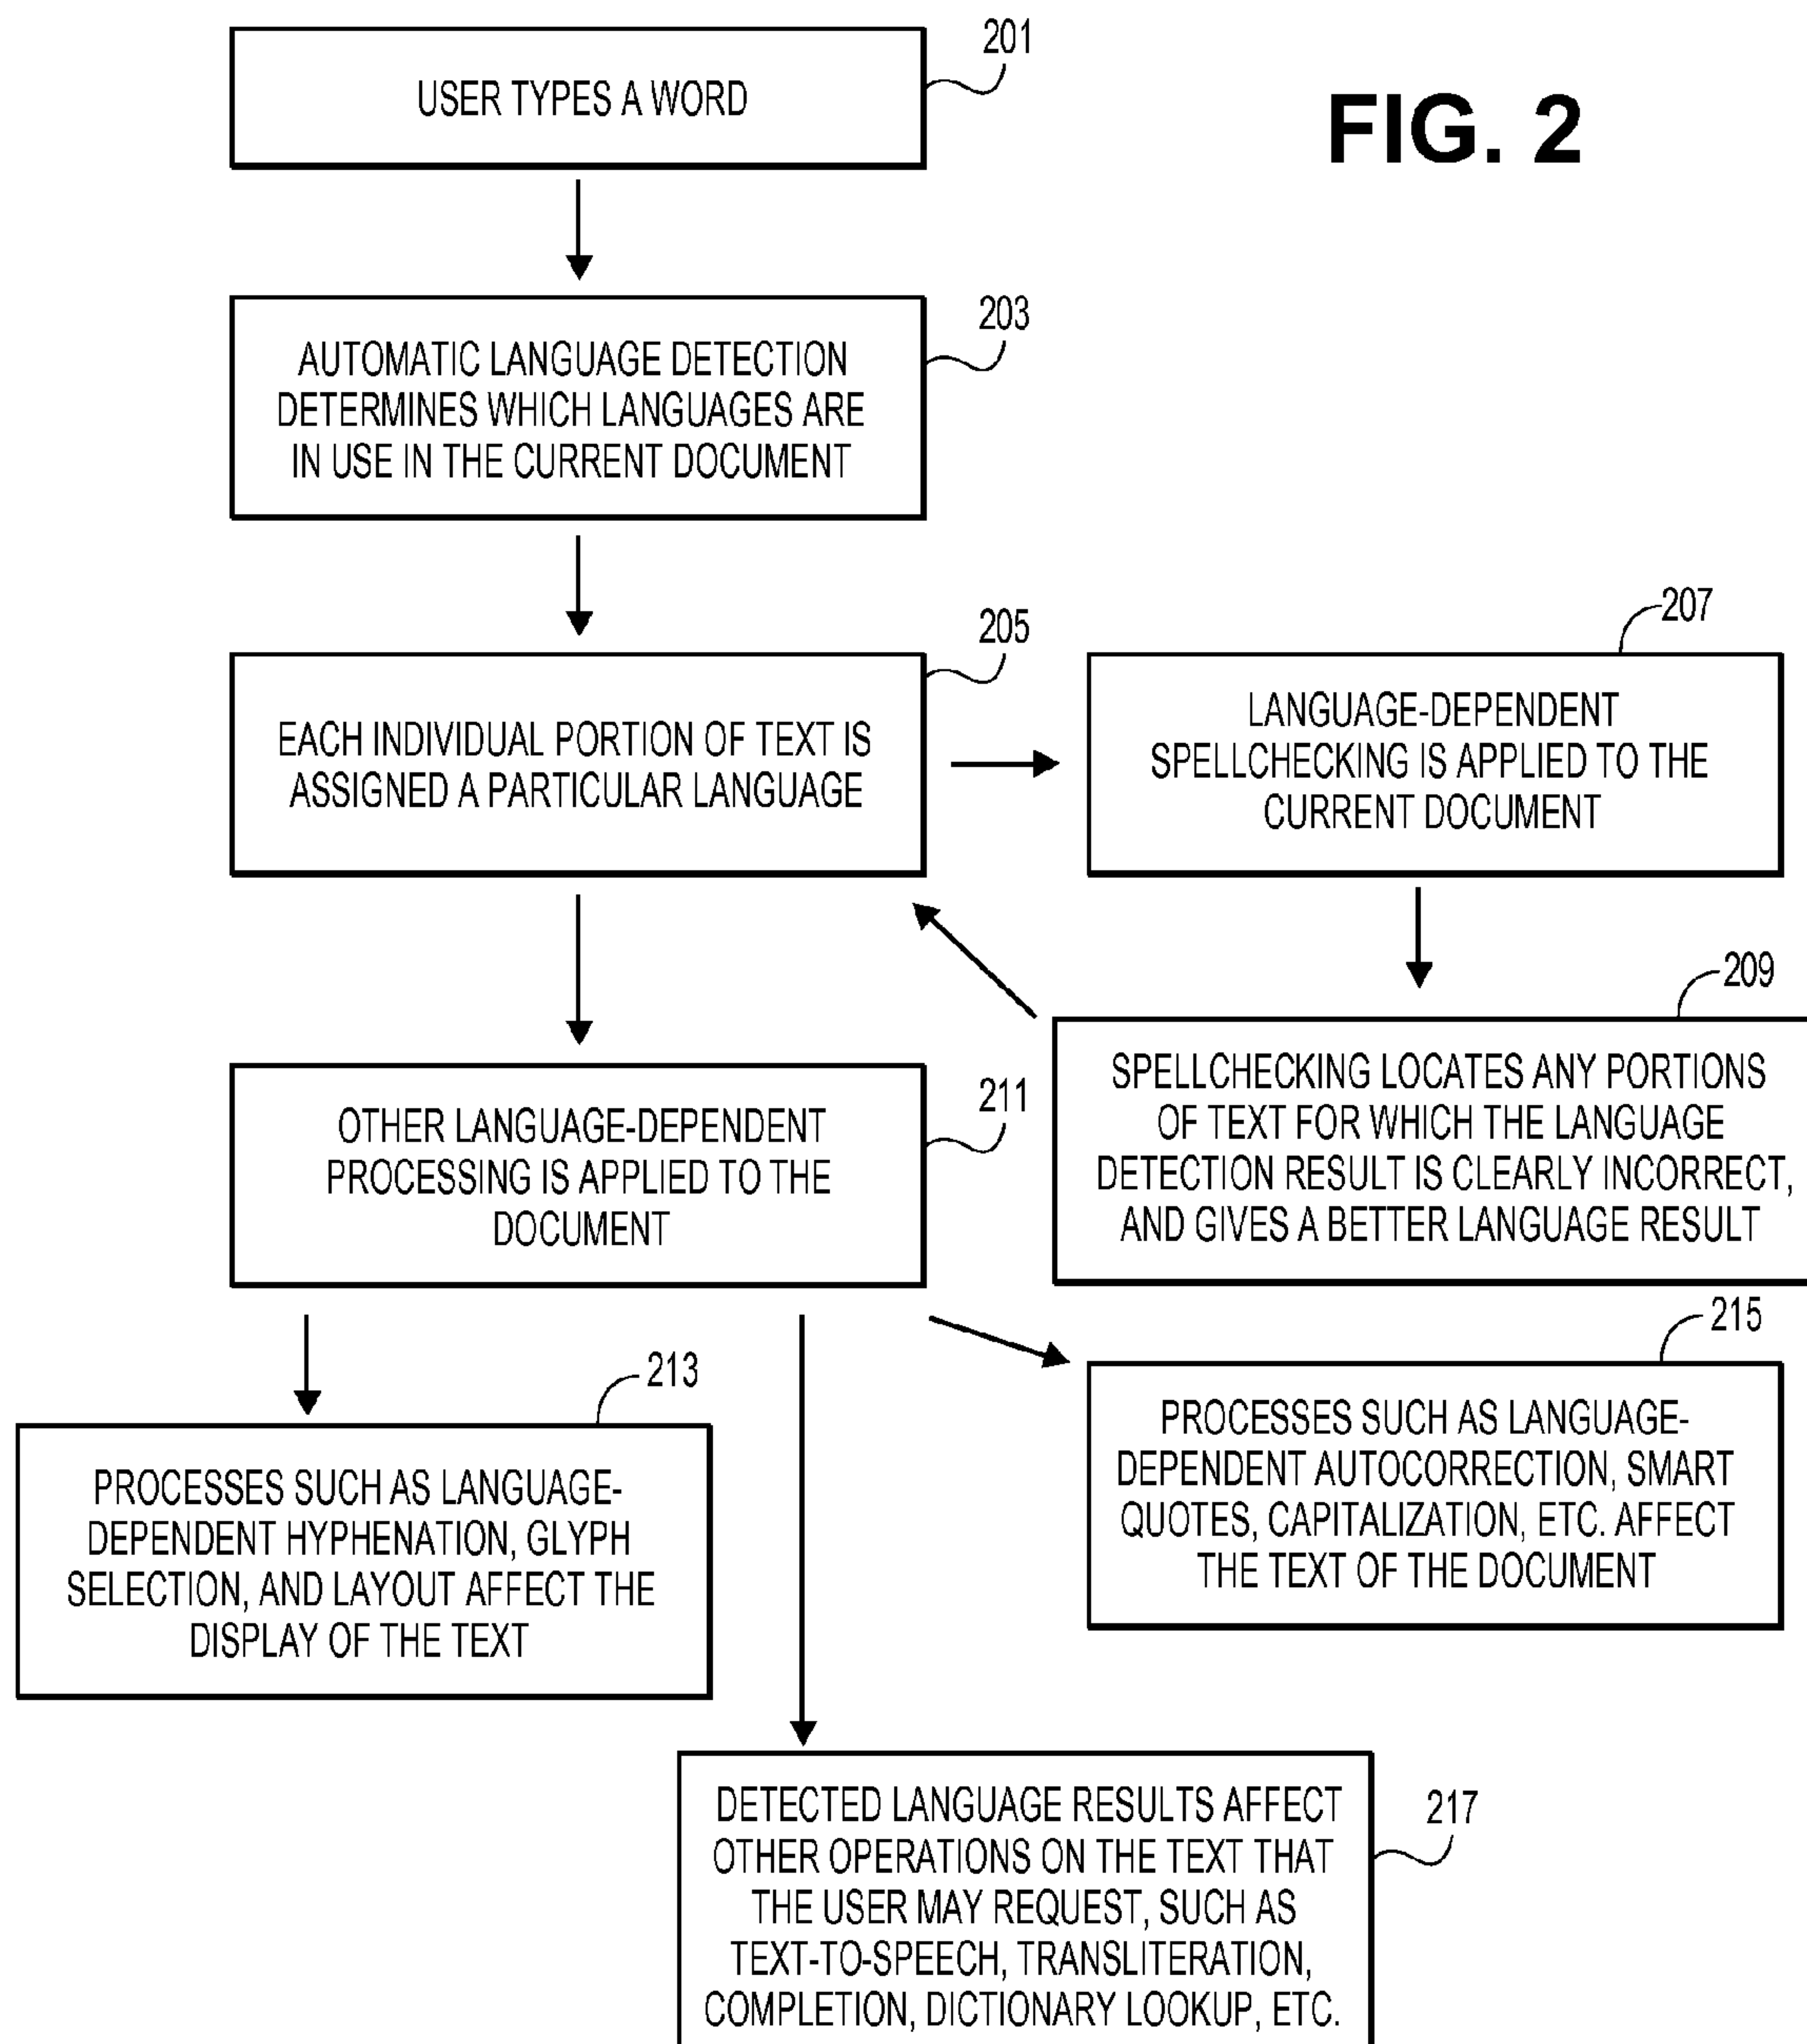 201
USER TYPES A WORD
FIG. 2
203
AUTOMATIC LANGUAGE DETECTION
DETERMINES WHICH LANGUAGES ARE
IN USE IN THE CURRENT DOCUMENT
205
EACH INDIVIDUAL PORTION OF TEXT IS
ASSIGNED A PARTICULAR LANGUAGE
207
LANGUAGE-DEPENDENT
SPELLCHECKING IS APPLIED TO THE
CURRENT DOCUMENT
209
SPELLCHECKING LOCATES ANY PORTIONS
OF TEXT FOR WHICH THE LANGUAGE
DETECTION RESULT IS CLEARLY INCORRECT,
AND GIVES A BETTER LANGUAGE RESULT
211
OTHER LANGUAGE-DEPENDENT
PROCESSING IS APPLIED TO THE
DOCUMENT
213
PROCESSES SUCH AS LANGUAGE-
DEPENDENT HYPHENATION, GLYPH
SELECTION, AND LAYOUT AFFECT THE
DISPLAY OF THE TEXT
215
PROCESSES SUCH AS LANGUAGE-
DEPENDENT AUTOCORRECTION, SMART
QUOTES, CAPITALIZATION, ETC. AFFECT
THE TEXT OF THE DOCUMENT
217
DETECTED LANGUAGE RESULTS AFFECT
OTHER OPERATIONS ON THE TEXT THAT
THE USER MAY REQUEST, SUCH AS
TEXT-TO-SPEECH, TRANSLITERATION,
COMPLETION, DICTIONARY LOOKUP, ETC.